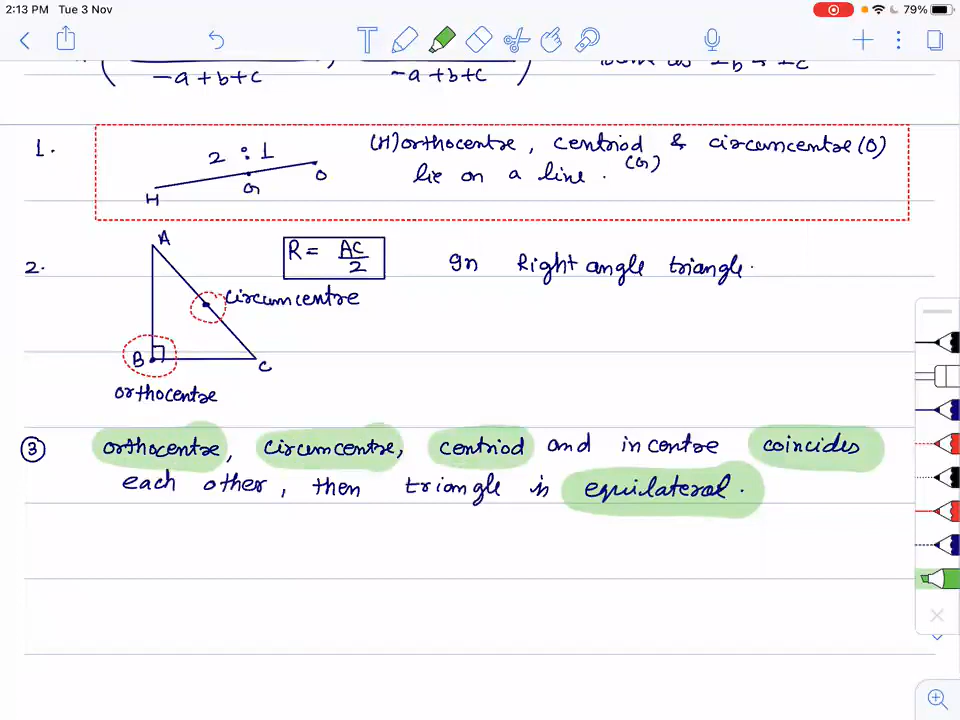 2:13 PM Tue 3 Nov
79%
-a+b+c , -a+b+c
1.
2 : 1
H G O
(H)orthocentre, centriod & circumcentre(O)
(G)
lie on a line.
2.
A
R = AC/2
In Right angle triangle.
circumcentre
B
C
orthocentre
③ orthocentre, circumcentre, centriod and incentre coincides
each other, then triangle is equilateral.